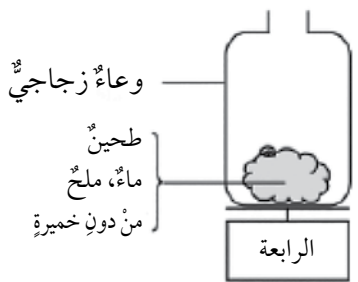 وعاءٌ زجاجيٌّ
طحينٌ
ماءٌ، ملحٌ
منْ دونِ خميرةٍ
الرابعة